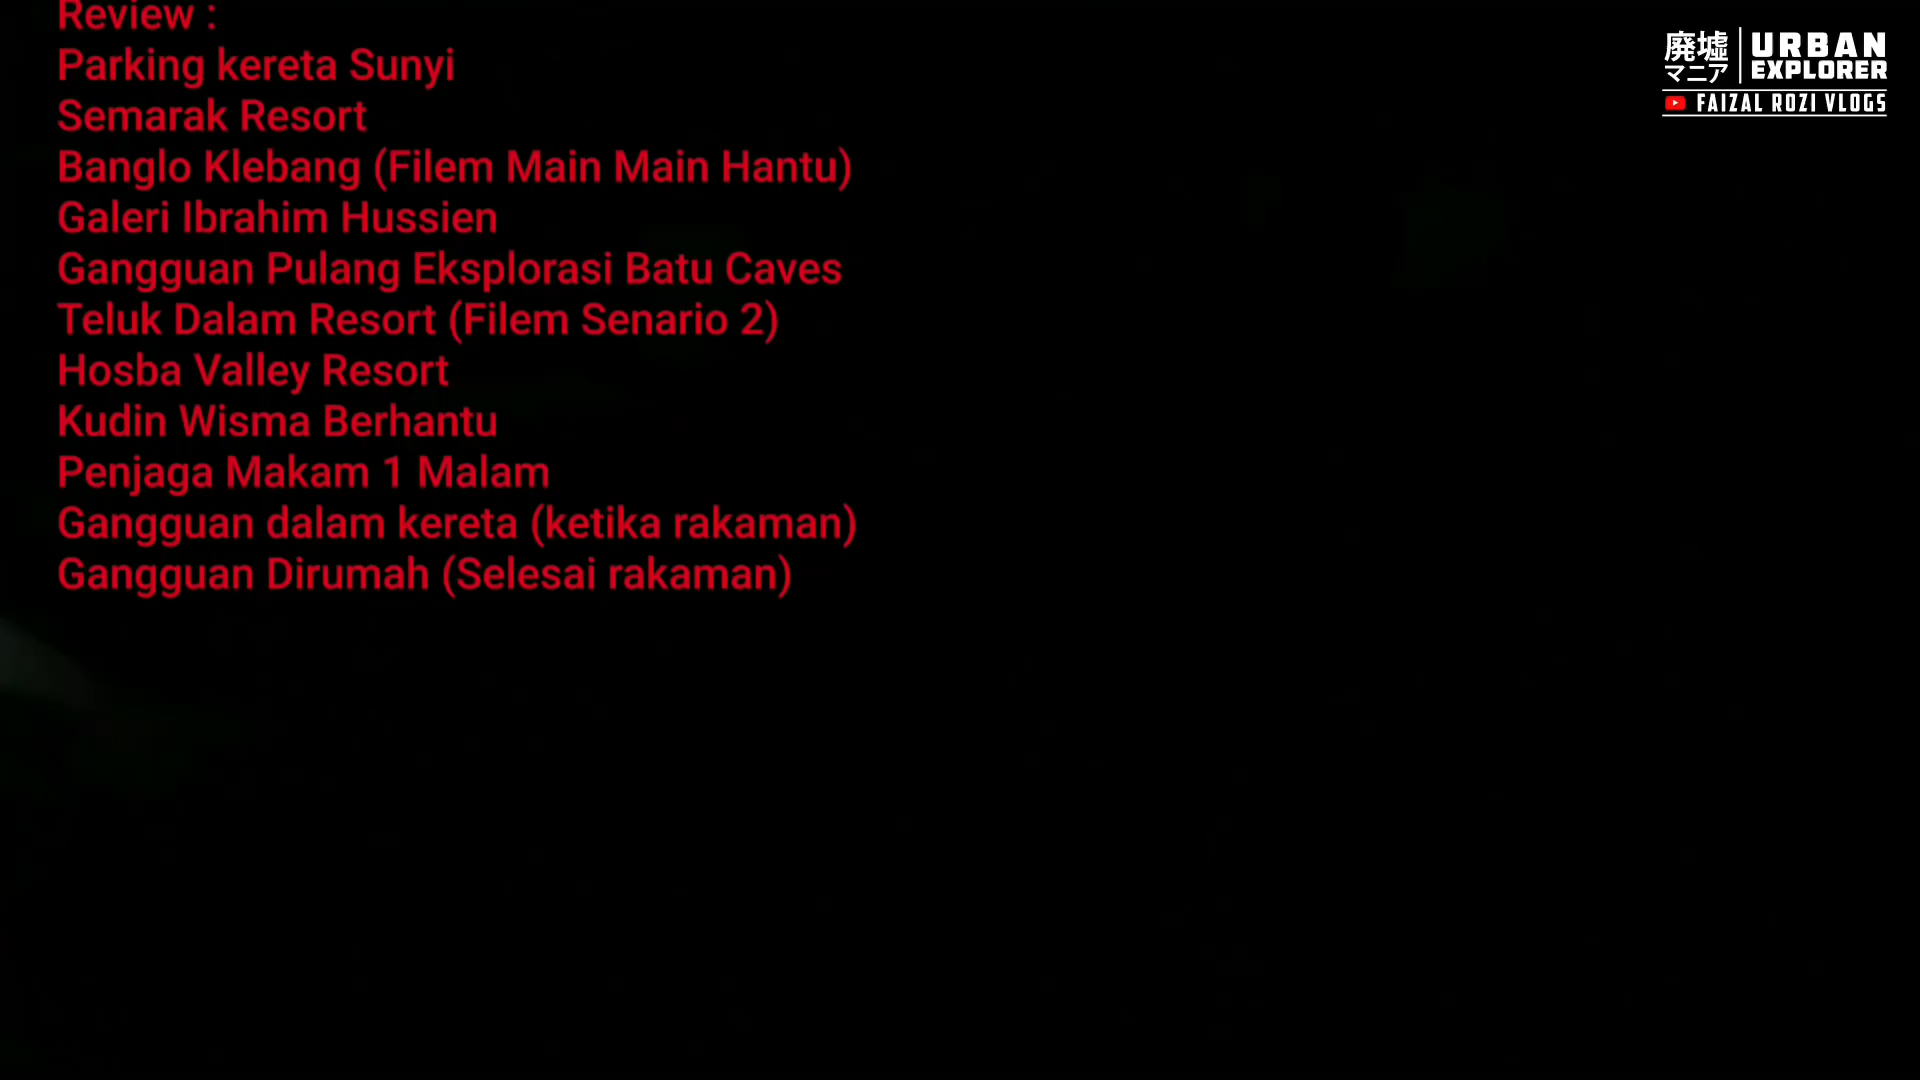 Review :
Parking kereta Sunyi
Semarak Resort
Banglo Klebang (Filem Main Main Hantu)
Galeri Ibrahim Hussien
Gangguan Pulang Eksplorasi Batu Caves
Teluk Dalam Resort (Filem Senario 2)
Hosba Valley Resort
Kudin Wisma Berhantu
Penjaga Makam 1 Malam
Gangguan dalam kereta (ketika rakaman)
Gangguan Dirumah (Selesai rakaman)
廃墟
マニア
URBAN
EXPLORER
FAIZAL ROZI VLOGS